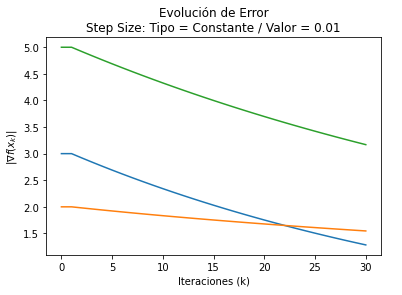 Evolución de Error
Step Size: Tipo = Constante / Valor = 0.01
|∇f(x_k)|
5.0
4.5
4.0
3.5
3.0
2.5
2.0
1.5
0 5 10 15 20 25 30
Iteraciones (k)